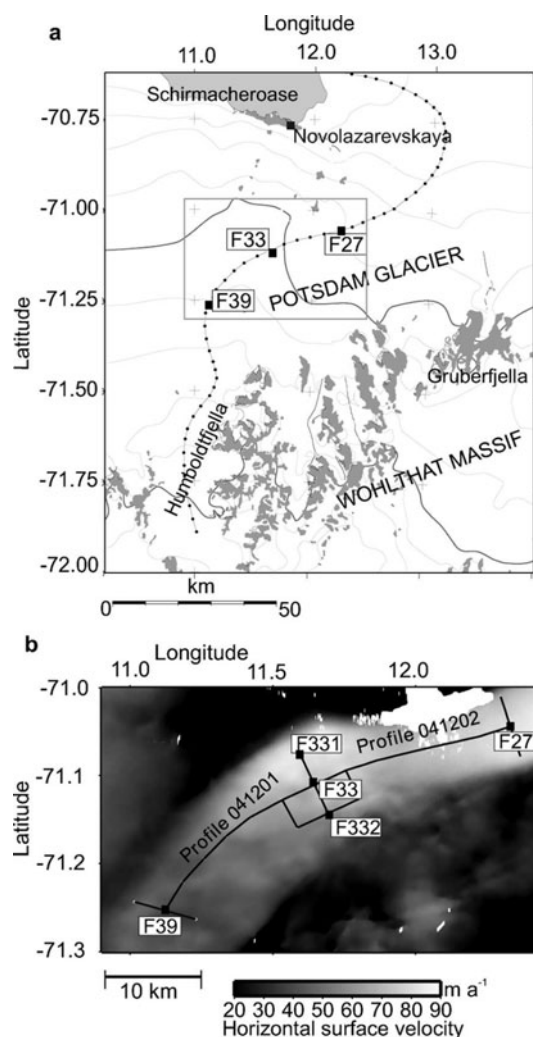 Longitude
a
11.0 12.0 13.0
Schirmacheroase
-70.75
Novolazarevskaya
-71.00
F33
F27
POTSDAM GLACIER
-71.25
F39
Latitude
Gruberfjella
-71.50
Humboldtfjella
WOHLTHAT MASSIF
-71.75
-72.00
km
0 50
b
Longitude
11.0 11.5 12.0
-71.0
F331
Profile 041202
F27
-71.1
F33
Profile 041201
F332
Latitude
-71.2
F39
-71.3
10 km
m a⁻¹
20 30 40 50 60 70 80 90
Horizontal surface velocity